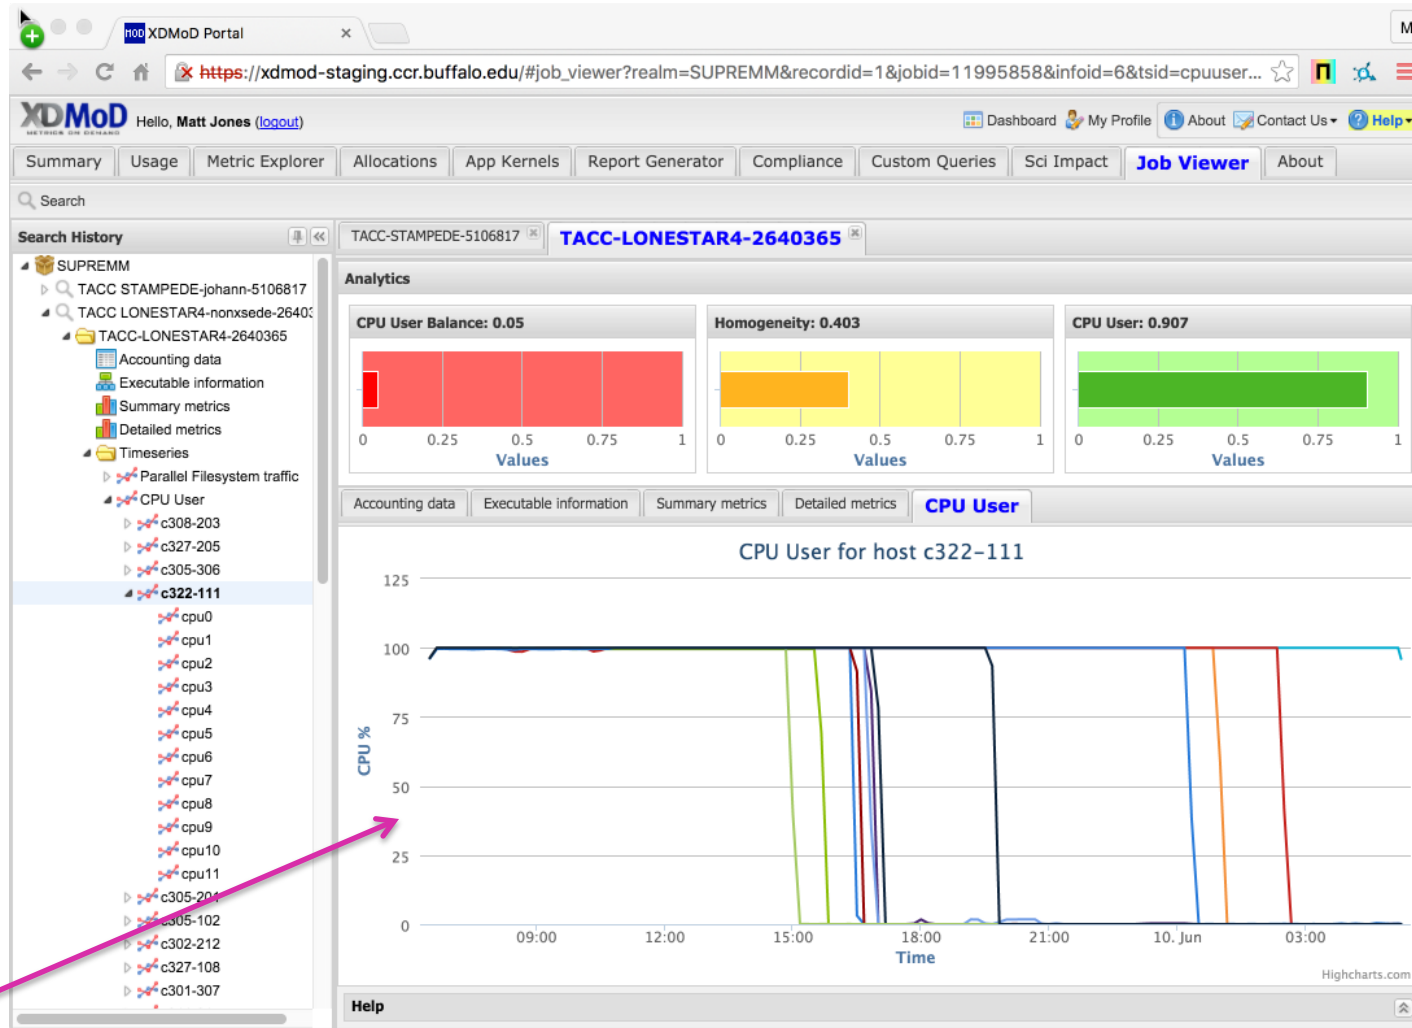 MOD XDMoD Portal
M
https://xdmod-staging.ccr.buffalo.edu/#job_viewer?realm=SUPREMM&recordid=1&jobid=11995858&infoid=6&tsid=cpuuser...
XDMoD Hello, Matt Jones (logout) Dashboard My Profile About Contact Us Help
METRICS ON DEMAND
Summary Usage Metric Explorer Allocations App Kernels Report Generator Compliance Custom Queries Sci Impact Job Viewer About
Search
Search History
SUPREMM
TACC STAMPEDE-johann-5106817
TACC LONESTAR4-nonxsede-26403
TACC-LONESTAR4-2640365
Accounting data
Executable information
Summary metrics
Detailed metrics
Timeseries
Parallel Filesystem traffic
CPU User
c308-203
c327-205
c305-306
c322-111
cpu0
cpu1
cpu2
cpu3
cpu4
cpu5
cpu6
cpu7
cpu8
cpu9
cpu10
cpu11
c305-201
c305-102
c302-212
c327-108
c301-307
TACC-STAMPEDE-5106817 TACC-LONESTAR4-2640365
Analytics
CPU User Balance: 0.05
0 0.25 0.5 0.75 1
Values
Homogeneity: 0.403
0 0.25 0.5 0.75 1
Values
CPU User: 0.907
0 0.25 0.5 0.75 1
Values
Accounting data Executable information Summary metrics Detailed metrics CPU User
CPU User for host c322-111
CPU %
125
100
75
50
25
0
09:00 12:00 15:00 18:00 21:00 10. Jun 03:00
Time
Highcharts.com
Help